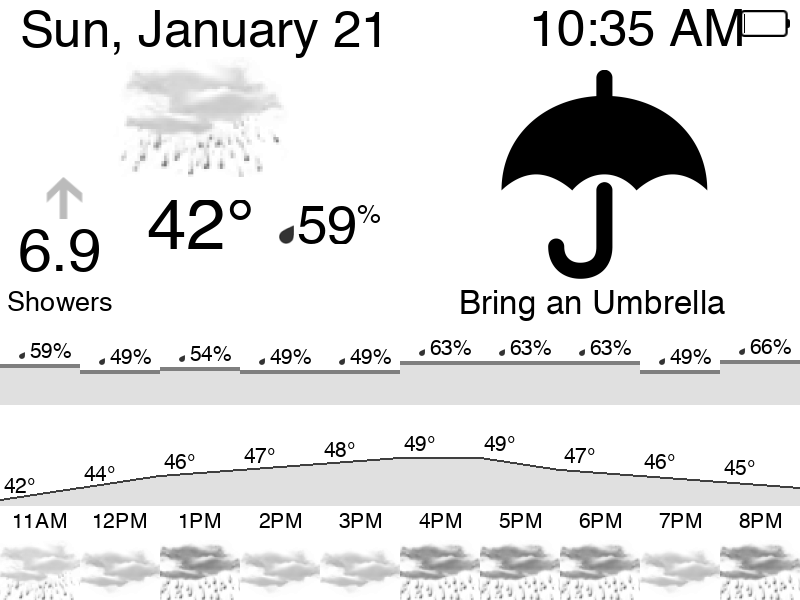 Sun, January 21 10:35 AM
42° 59%
6.9
Showers Bring an Umbrella
59% 49% 54% 49% 49% 63% 63% 63% 49% 66%
42° 44° 46° 47° 48° 49° 49° 47° 46° 45°
11AM 12PM 1PM 2PM 3PM 4PM 5PM 6PM 7PM 8PM